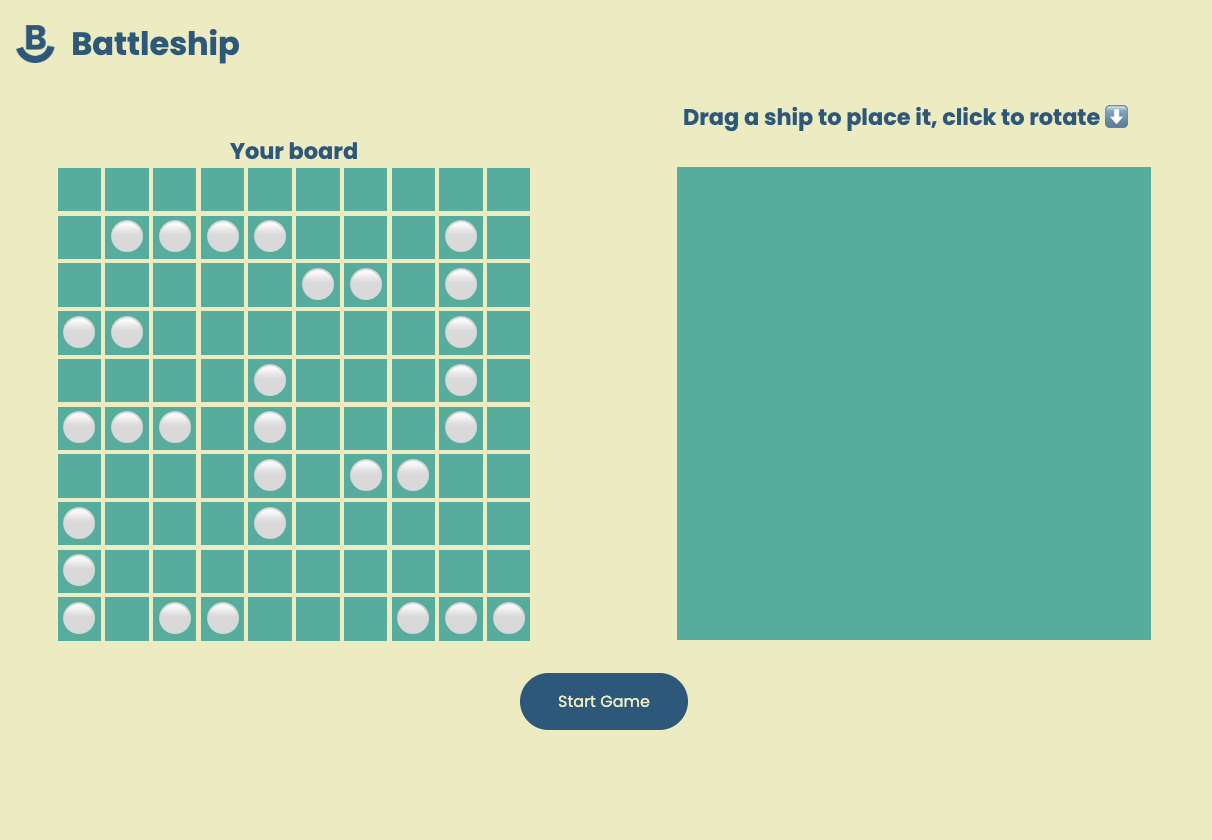 B
Battleship
Drag a ship to place it, click to rotate ⬇️
Your board
Start Game